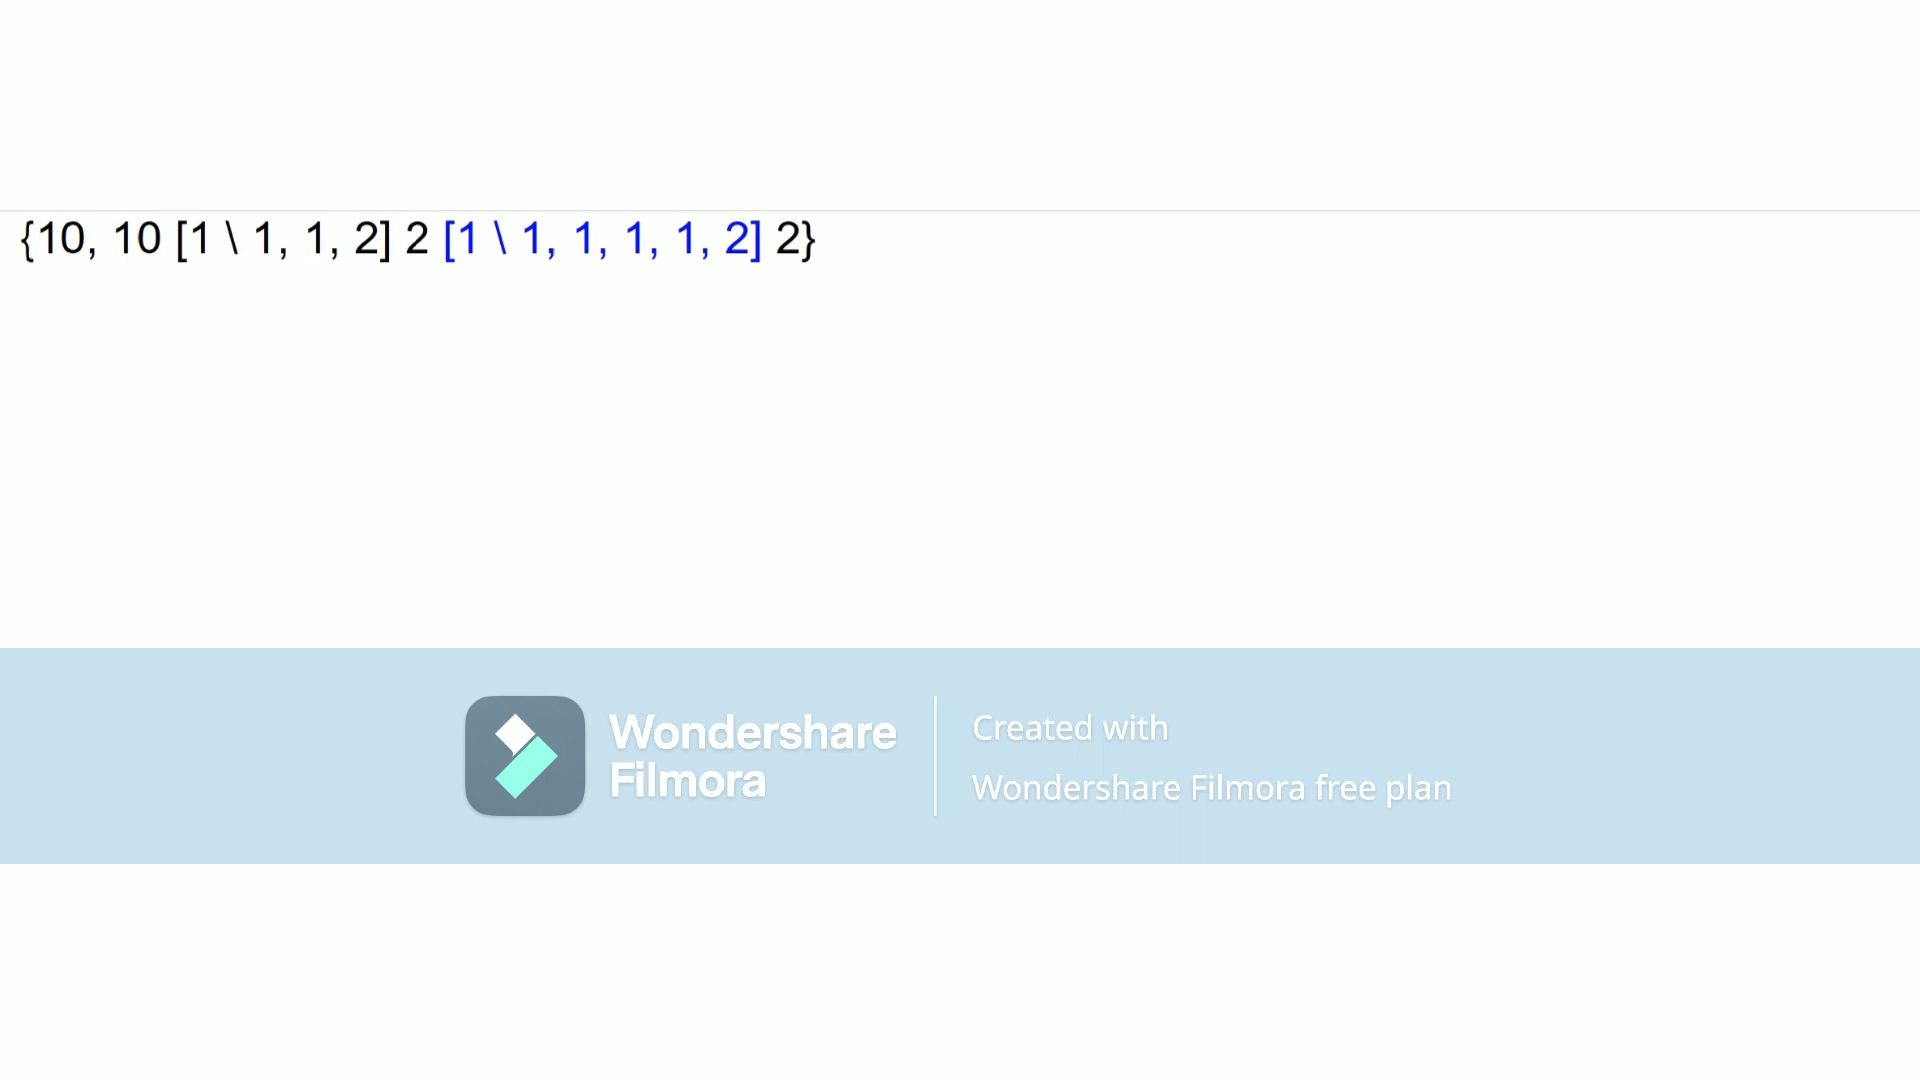 {10, 10 [1 \ 1, 1, 2] 2 [1 \ 1, 1, 1, 1, 2] 2}
Wondershare
Filmora
Created with
Wondershare Filmora free plan